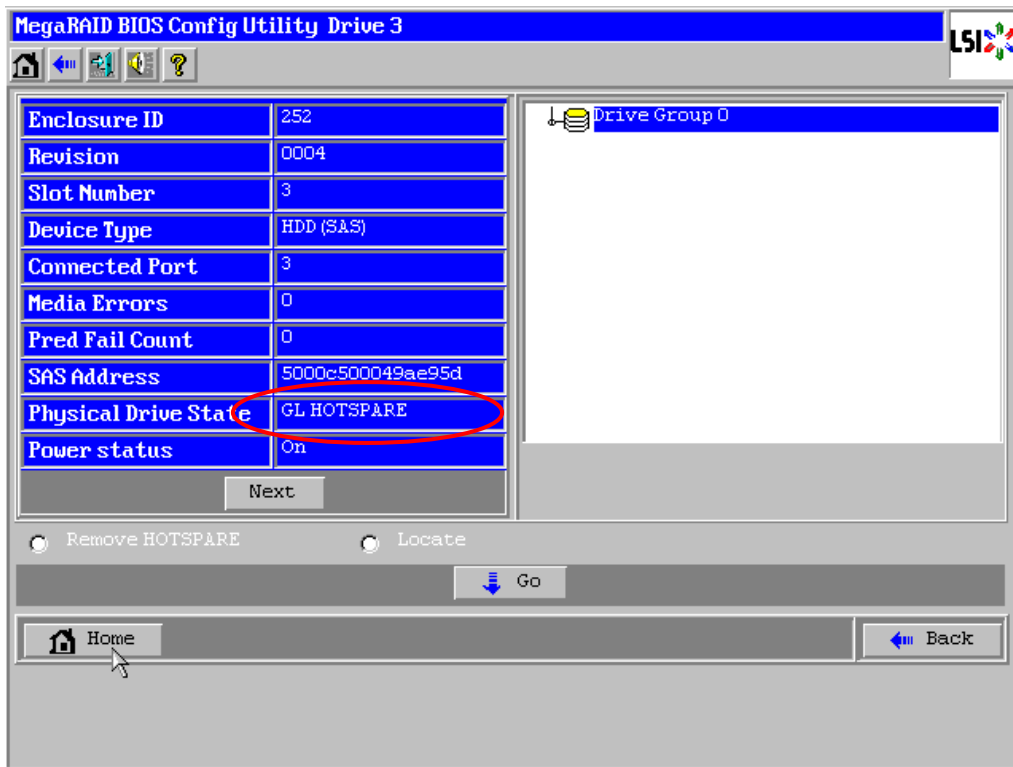 MegaRAID BIOS Config Utility Drive 3
LSI
Enclosure ID 252
Revision 0004
Slot Number 3
Device Type HDD (SAS)
Connected Port 3
Media Errors 0
Pred Fail Count 0
SAS Address 5000c500049ae95d
Physical Drive State GL HOTSPARE
Power status On
Next
Drive Group 0
Remove HOTSPARE Locate
Go
Home Back